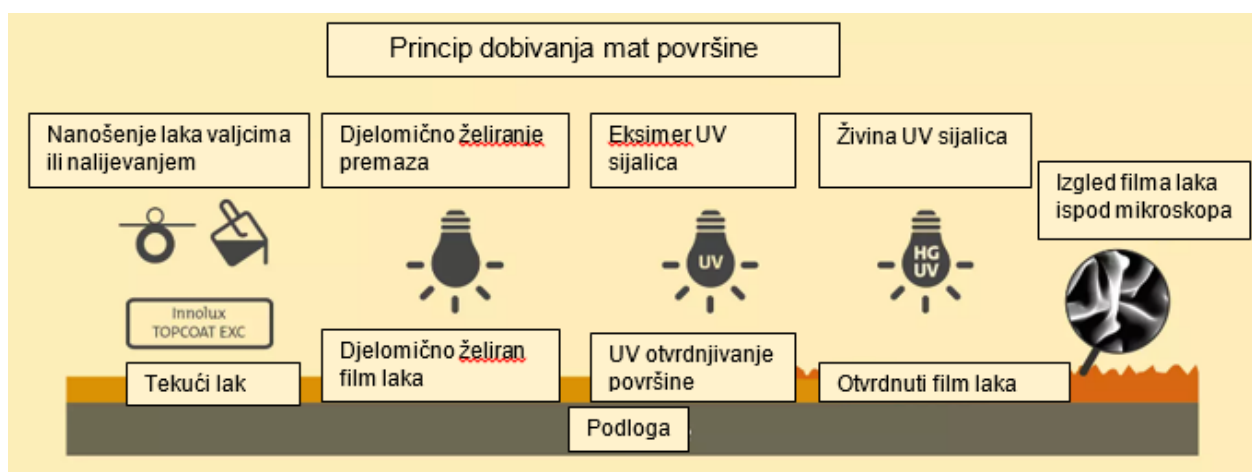 Princip dobivanja mat površine
Nanošenje laka valjcima
ili nalijevanjem
Djelomično želiranje
premaza
Eksimer UV
sijalica
Živina UV sijalica
Izgled filma laka
ispod mikroskopa
UV
HG
UV
Innolux
TOPCOAT EXC
Tekući lak
Djelomično želiran
film laka
UV otvrdnjivanje
površine
Otvrdnuti film laka
Podloga